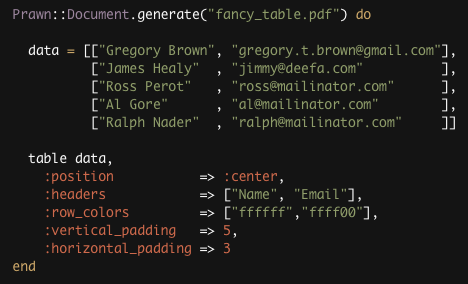 Prawn::Document.generate("fancy_table.pdf") do
data = [["Gregory Brown", "gregory.t.brown@gmail.com"],
["James Healy"  , "jimmy@deefa.com"          ],
["Ross Perot"   , "ross@mailinator.com"      ],
["Al Gore"      , "al@mailinator.com"        ],
["Ralph Nader"  , "ralph@mailinator.com"     ]]
table data,
:position           => :center,
:headers            => ["Name", "Email"],
:row_colors         => ["ffffff","ffff00"],
:vertical_padding   => 5,
:horizontal_padding => 3
end